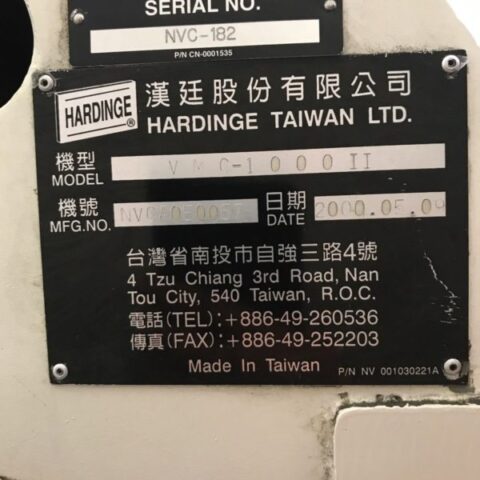 SERIAL NO.
NVC-182
P/N CN-0001535
HARDINGE®
漢廷股份有限公司
HARDINGE TAIWAN LTD.
機型
MODEL
VMC-1000II
機號
MFG.NO.
日期
DATE
2000.05.09
台灣省南投市自強三路4號
4 Tzu Chiang 3rd Road, Nan
Tou City, 540 Taiwan, R.O.C.
電話(TEL):+886-49-260536
傳真(FAX):+886-49-252203
Made In Taiwan
P/N NV 001030221A